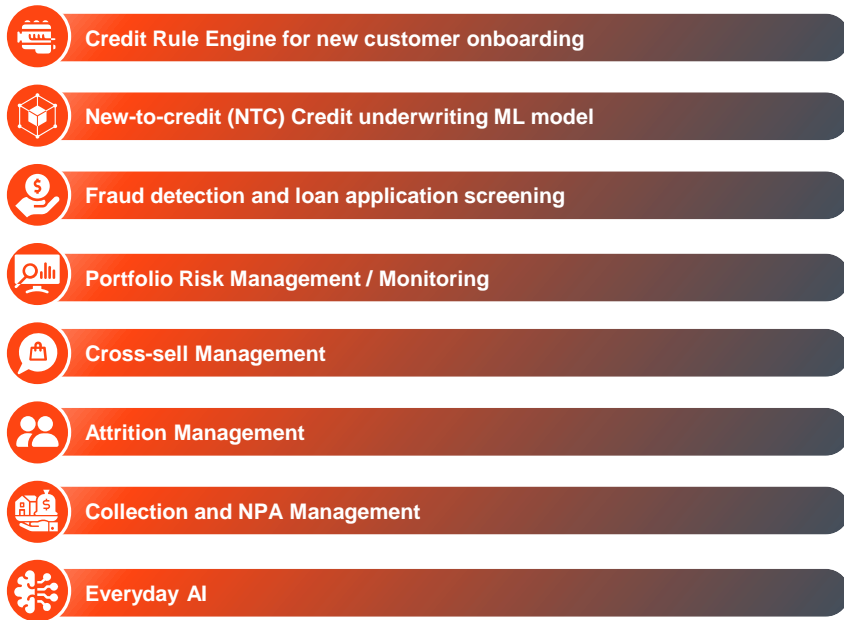 Credit Rule Engine for new customer onboarding
New-to-credit (NTC) Credit underwriting ML model
Fraud detection and loan application screening
Portfolio Risk Management / Monitoring
Cross-sell Management
Attrition Management
Collection and NPA Management
Everyday AI